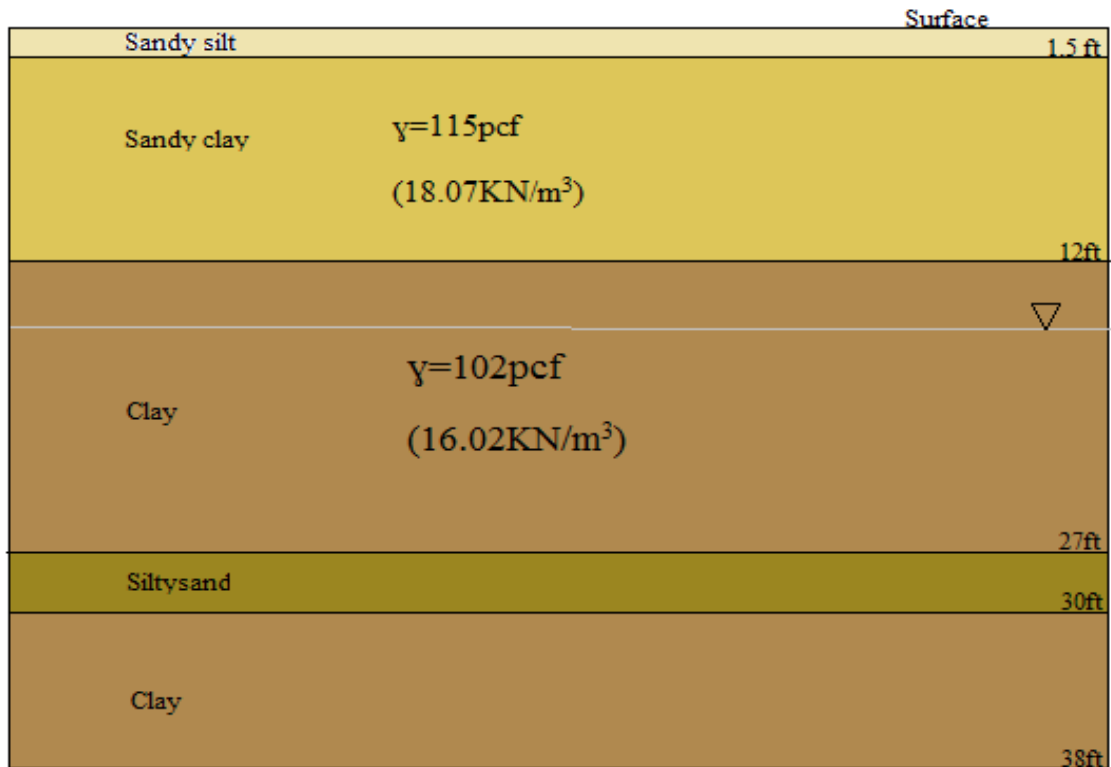 Surface
Sandy silt
1.5 ft
Sandy clay
ɣ=115pcf
(18.07KN/m³)
12ft
ɣ=102pcf
Clay
(16.02KN/m³)
27ft
Siltysand
30ft
Clay
38ft